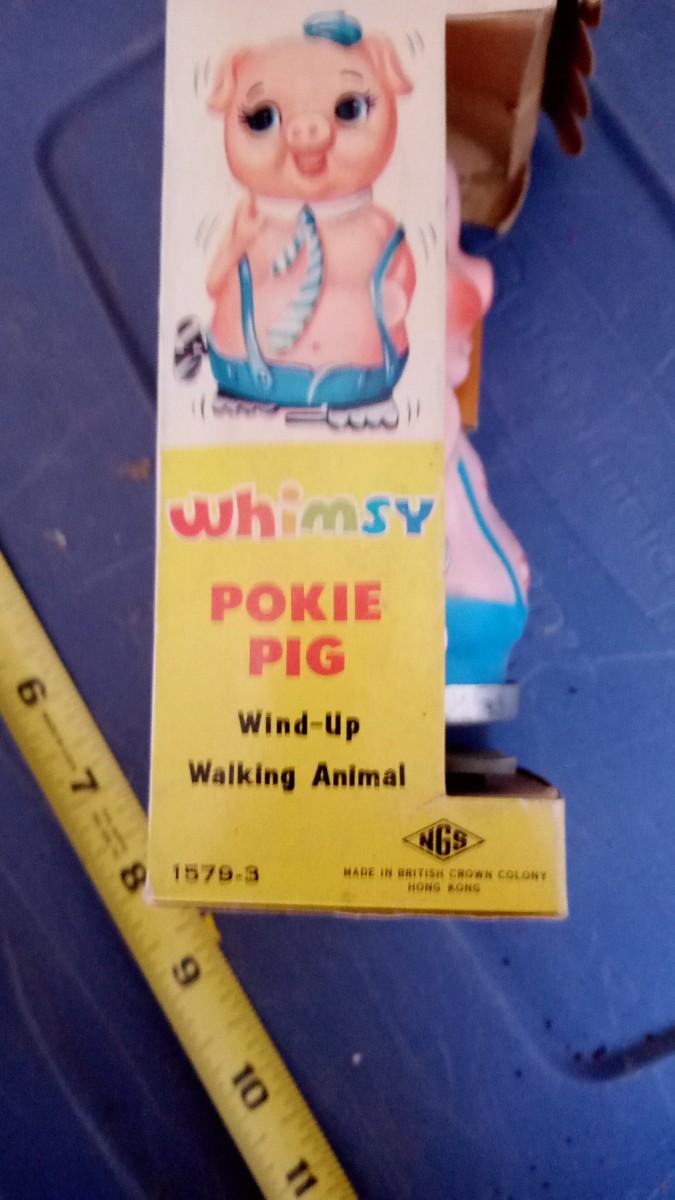 Whimsy
POKIE
PIG
Wind-Up
Walking Animal
NGS
1579-3
MADE IN BRITISH CROWN COLONY
HONG KONG
6
7
8
9
10
11